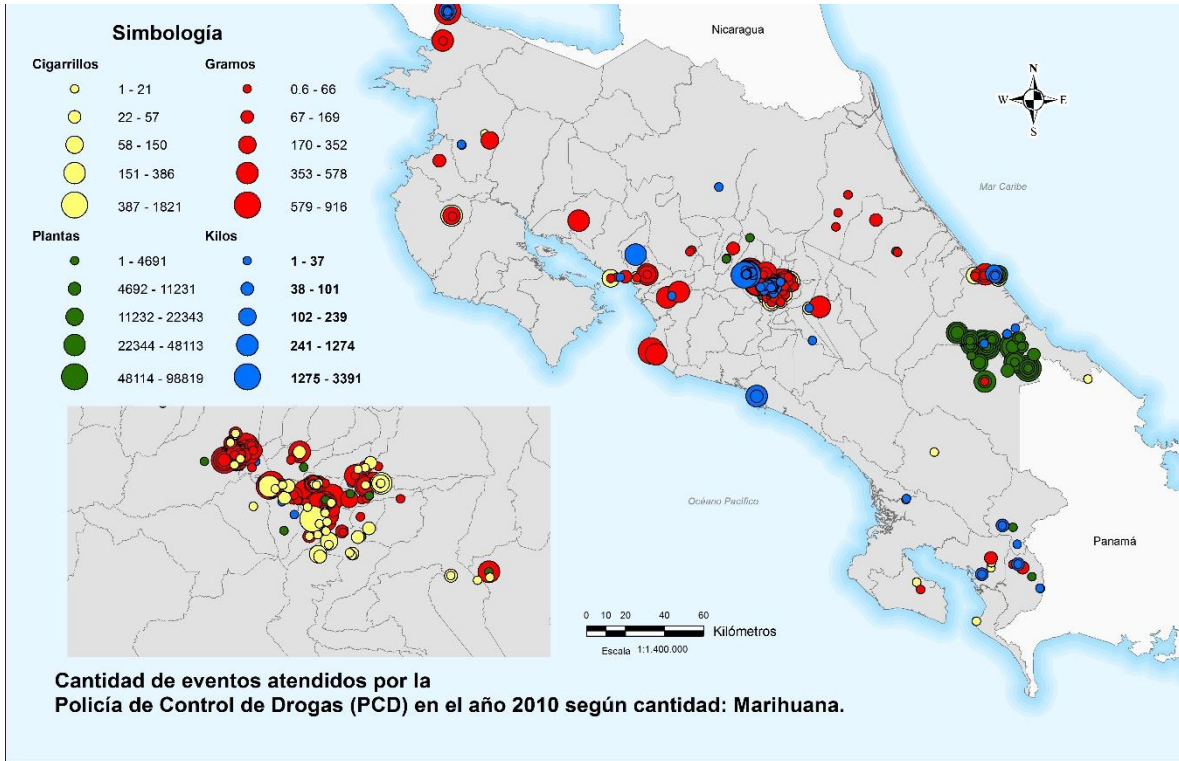 Simbología
Cigarrillos Gramos
1 - 21 0.6 - 66
22 - 57 67 - 169
58 - 150 170 - 352
151 - 386 353 - 578
387 - 1821 579 - 916
Plantas Kilos
1 - 4691 1 - 37
4692 - 11231 38 - 101
11232 - 22343 102 - 239
22344 - 48113 241 - 1274
48114 - 98819 1275 - 3391
Nicaragua
N
W E
S
Mar Caribe
Océano Pacífico
Panamá
0 10 20 40 60
Kilómetros
Escala 1:1.400.000
Cantidad de eventos atendidos por la
Policía de Control de Drogas (PCD) en el año 2010 según cantidad: Marihuana.